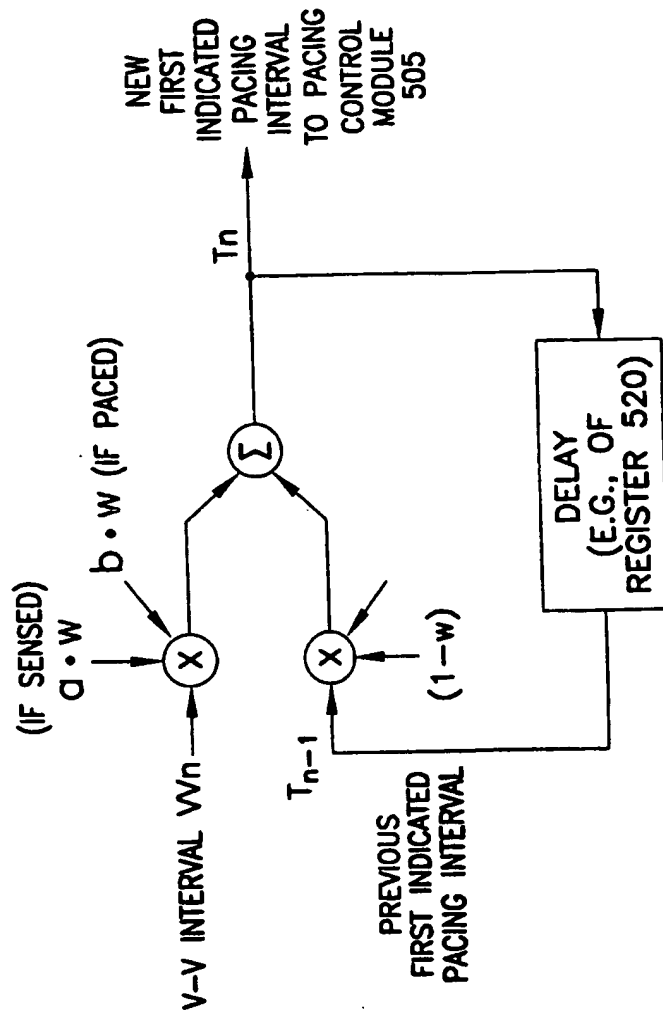 (IF SENSED)
a • w
b • w (IF PACED)
V–V INTERVAL VVn
X
Σ
Tn
NEW
FIRST
INDICATED
PACING
INTERVAL
TO PACING
CONTROL
MODULE
505
Tn–1
X
(1–w)
PREVIOUS
FIRST INDICATED
PACING INTERVAL
DELAY
(E.G., OF
REGISTER 520)